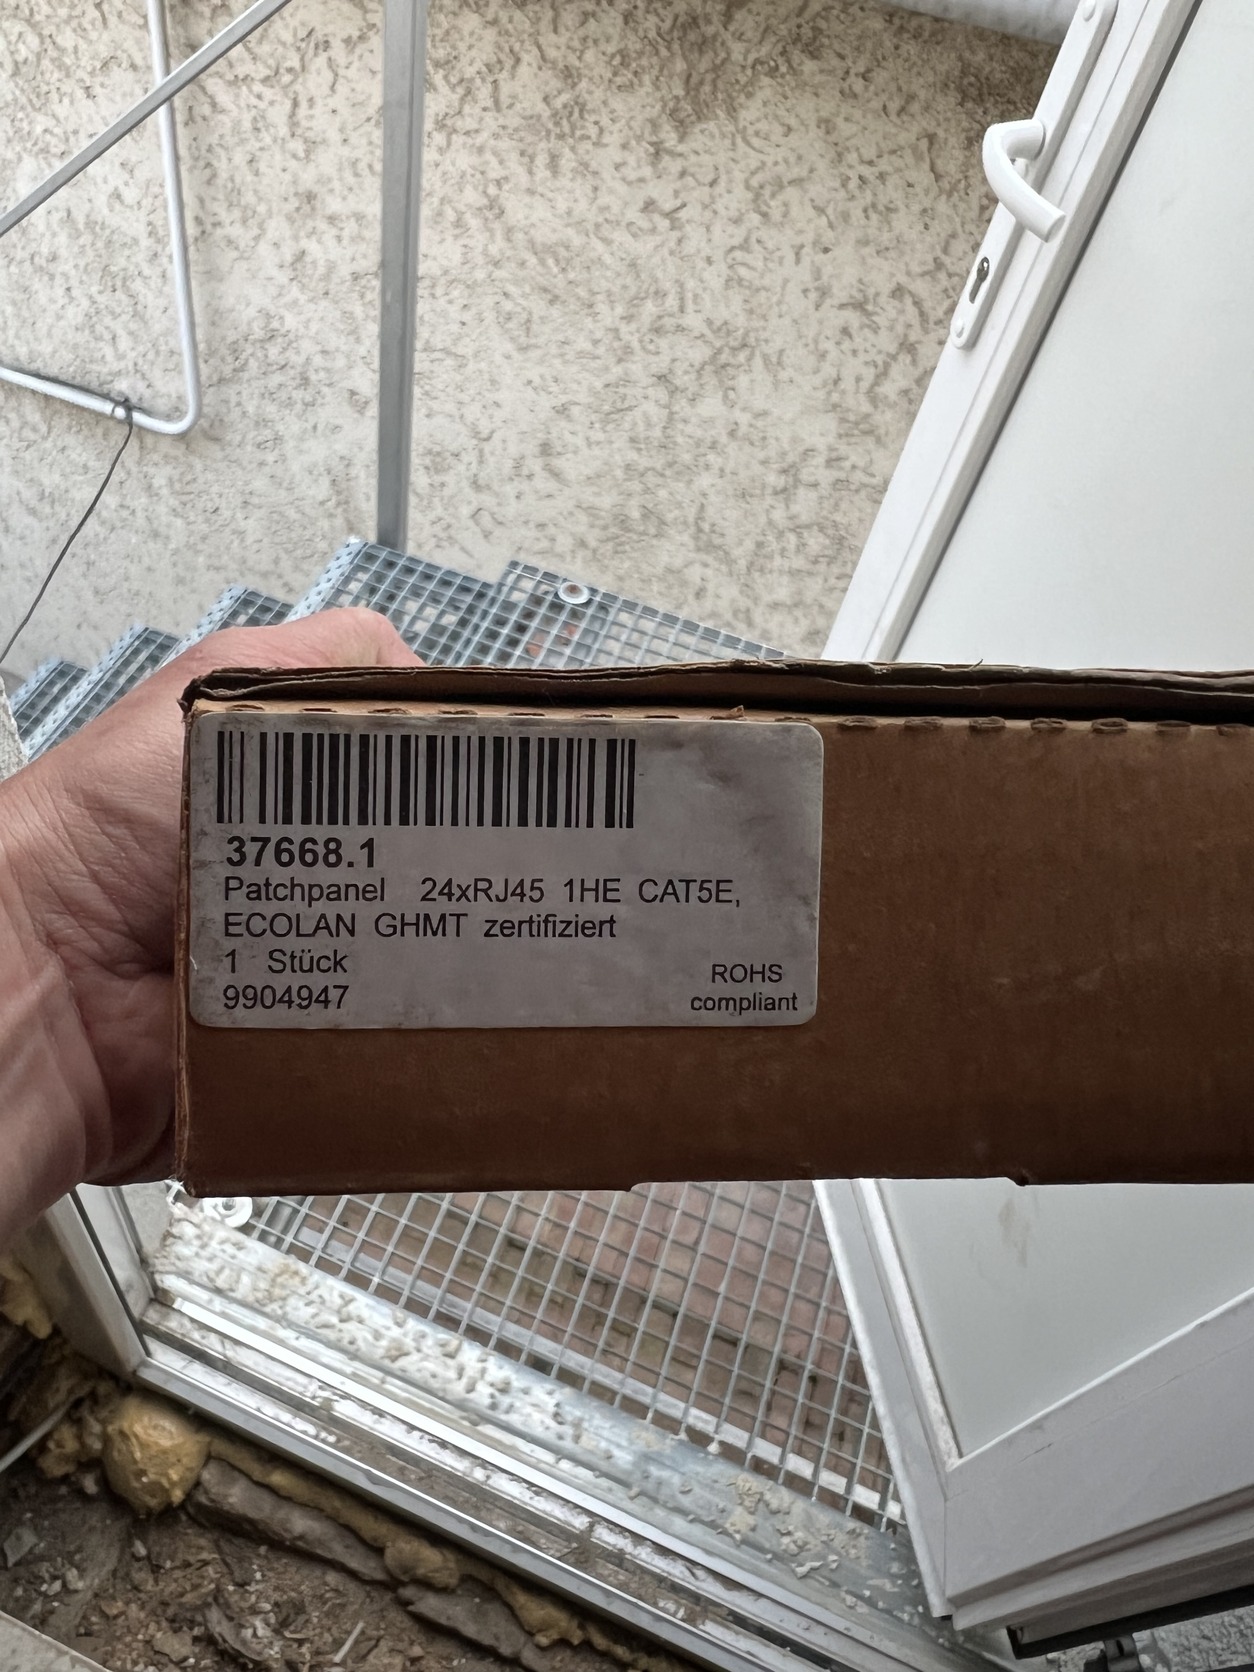 37668.1
Patchpanel 24xRJ45 1HE CAT5E,
ECOLAN GHMT zertifiziert
1 Stück
9904947
ROHS
compliant